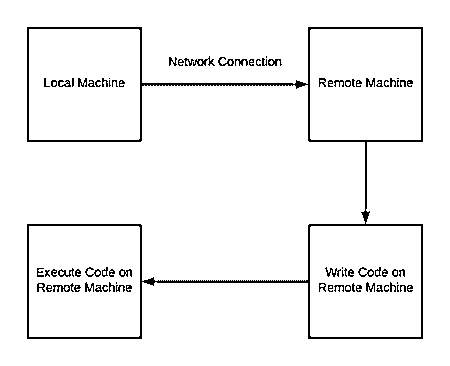 Network Connection
Local Machine
Remote Machine
Execute Code on
Remote Machine
Write Code on
Remote Machine